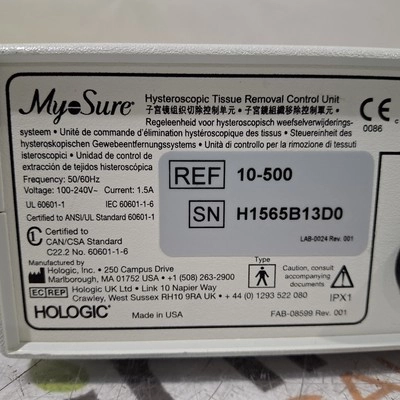 MyoSure
Hysteroscopic Tissue Removal Control Unit
子宫镜组织切除控制单元 • 子宮鏡組織移除控制單元 •
Regeleenheid voor hysteroscopisch weefselverwijderings-
systeem • Unité de commande d'élimination hystéroscopique des tissus • Steuereinheit des
hysteroskopischen Gewebeentfernungssystems • Unità di controllo per la rimozione di tessuti
isteroscopici • Unidad de control de
extracción de tejidos histeroscópica
CE
0086
Frequency: 50/60Hz
Voltage: 100-240V~ Current: 1.5A
UL 60601-1 IEC 60601-1-6
Certified to ANSI/UL Standard 60601-1
Certified to
CAN/CSA Standard
C22.2 No. 60601-1-6
REF 10-500
SN H1565B13D0
LAB-0024 Rev. 001
Manufactured by
Hologic, Inc. • 250 Campus Drive
Marlborough, MA 01752 USA • +1 (508) 263-2900
EC REP Hologic UK Ltd • Link 10 Napier Way
Crawley, West Sussex RH10 9RA UK • + 44 (0) 1293 522 080
Type
BF
Caution, consult
accompanying
documents
IPX1
HOLOGIC
Made in USA
FAB-08599 Rev. 001